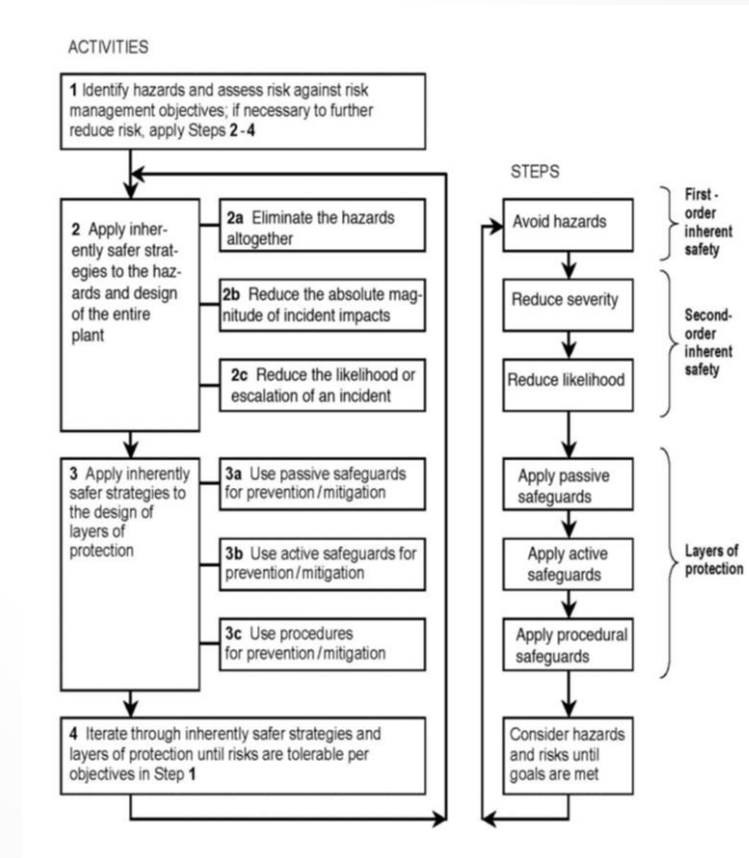 ACTIVITIES
1 Identify hazards and assess risk against risk
management objectives; if necessary to further
reduce risk, apply Steps 2-4
2 Apply inher-
ently safer strat-
egies to the haz-
ards and design
of the entire
plant
2a Eliminate the hazards
altogether
2b Reduce the absolute mag-
nitude of incident impacts
2c Reduce the likelihood or
escalation of an incident
3 Apply inherently
safer strategies to
the design of
layers of
protection
3a Use passive safeguards
for prevention/mitigation
3b Use active safeguards for
prevention/mitigation
3c Use procedures
for prevention/mitigation
4 Iterate through inherently safer strategies and
layers of protection until risks are tolerable per
objectives in Step 1
STEPS
Avoid hazards
Reduce severity
Reduce likelihood
Apply passive
safeguards
Apply active
safeguards
Apply procedural
safeguards
Consider hazards
and risks until
goals are met
First-
order
inherent
safety
Second-
order
inherent
safety
Layers of
protection